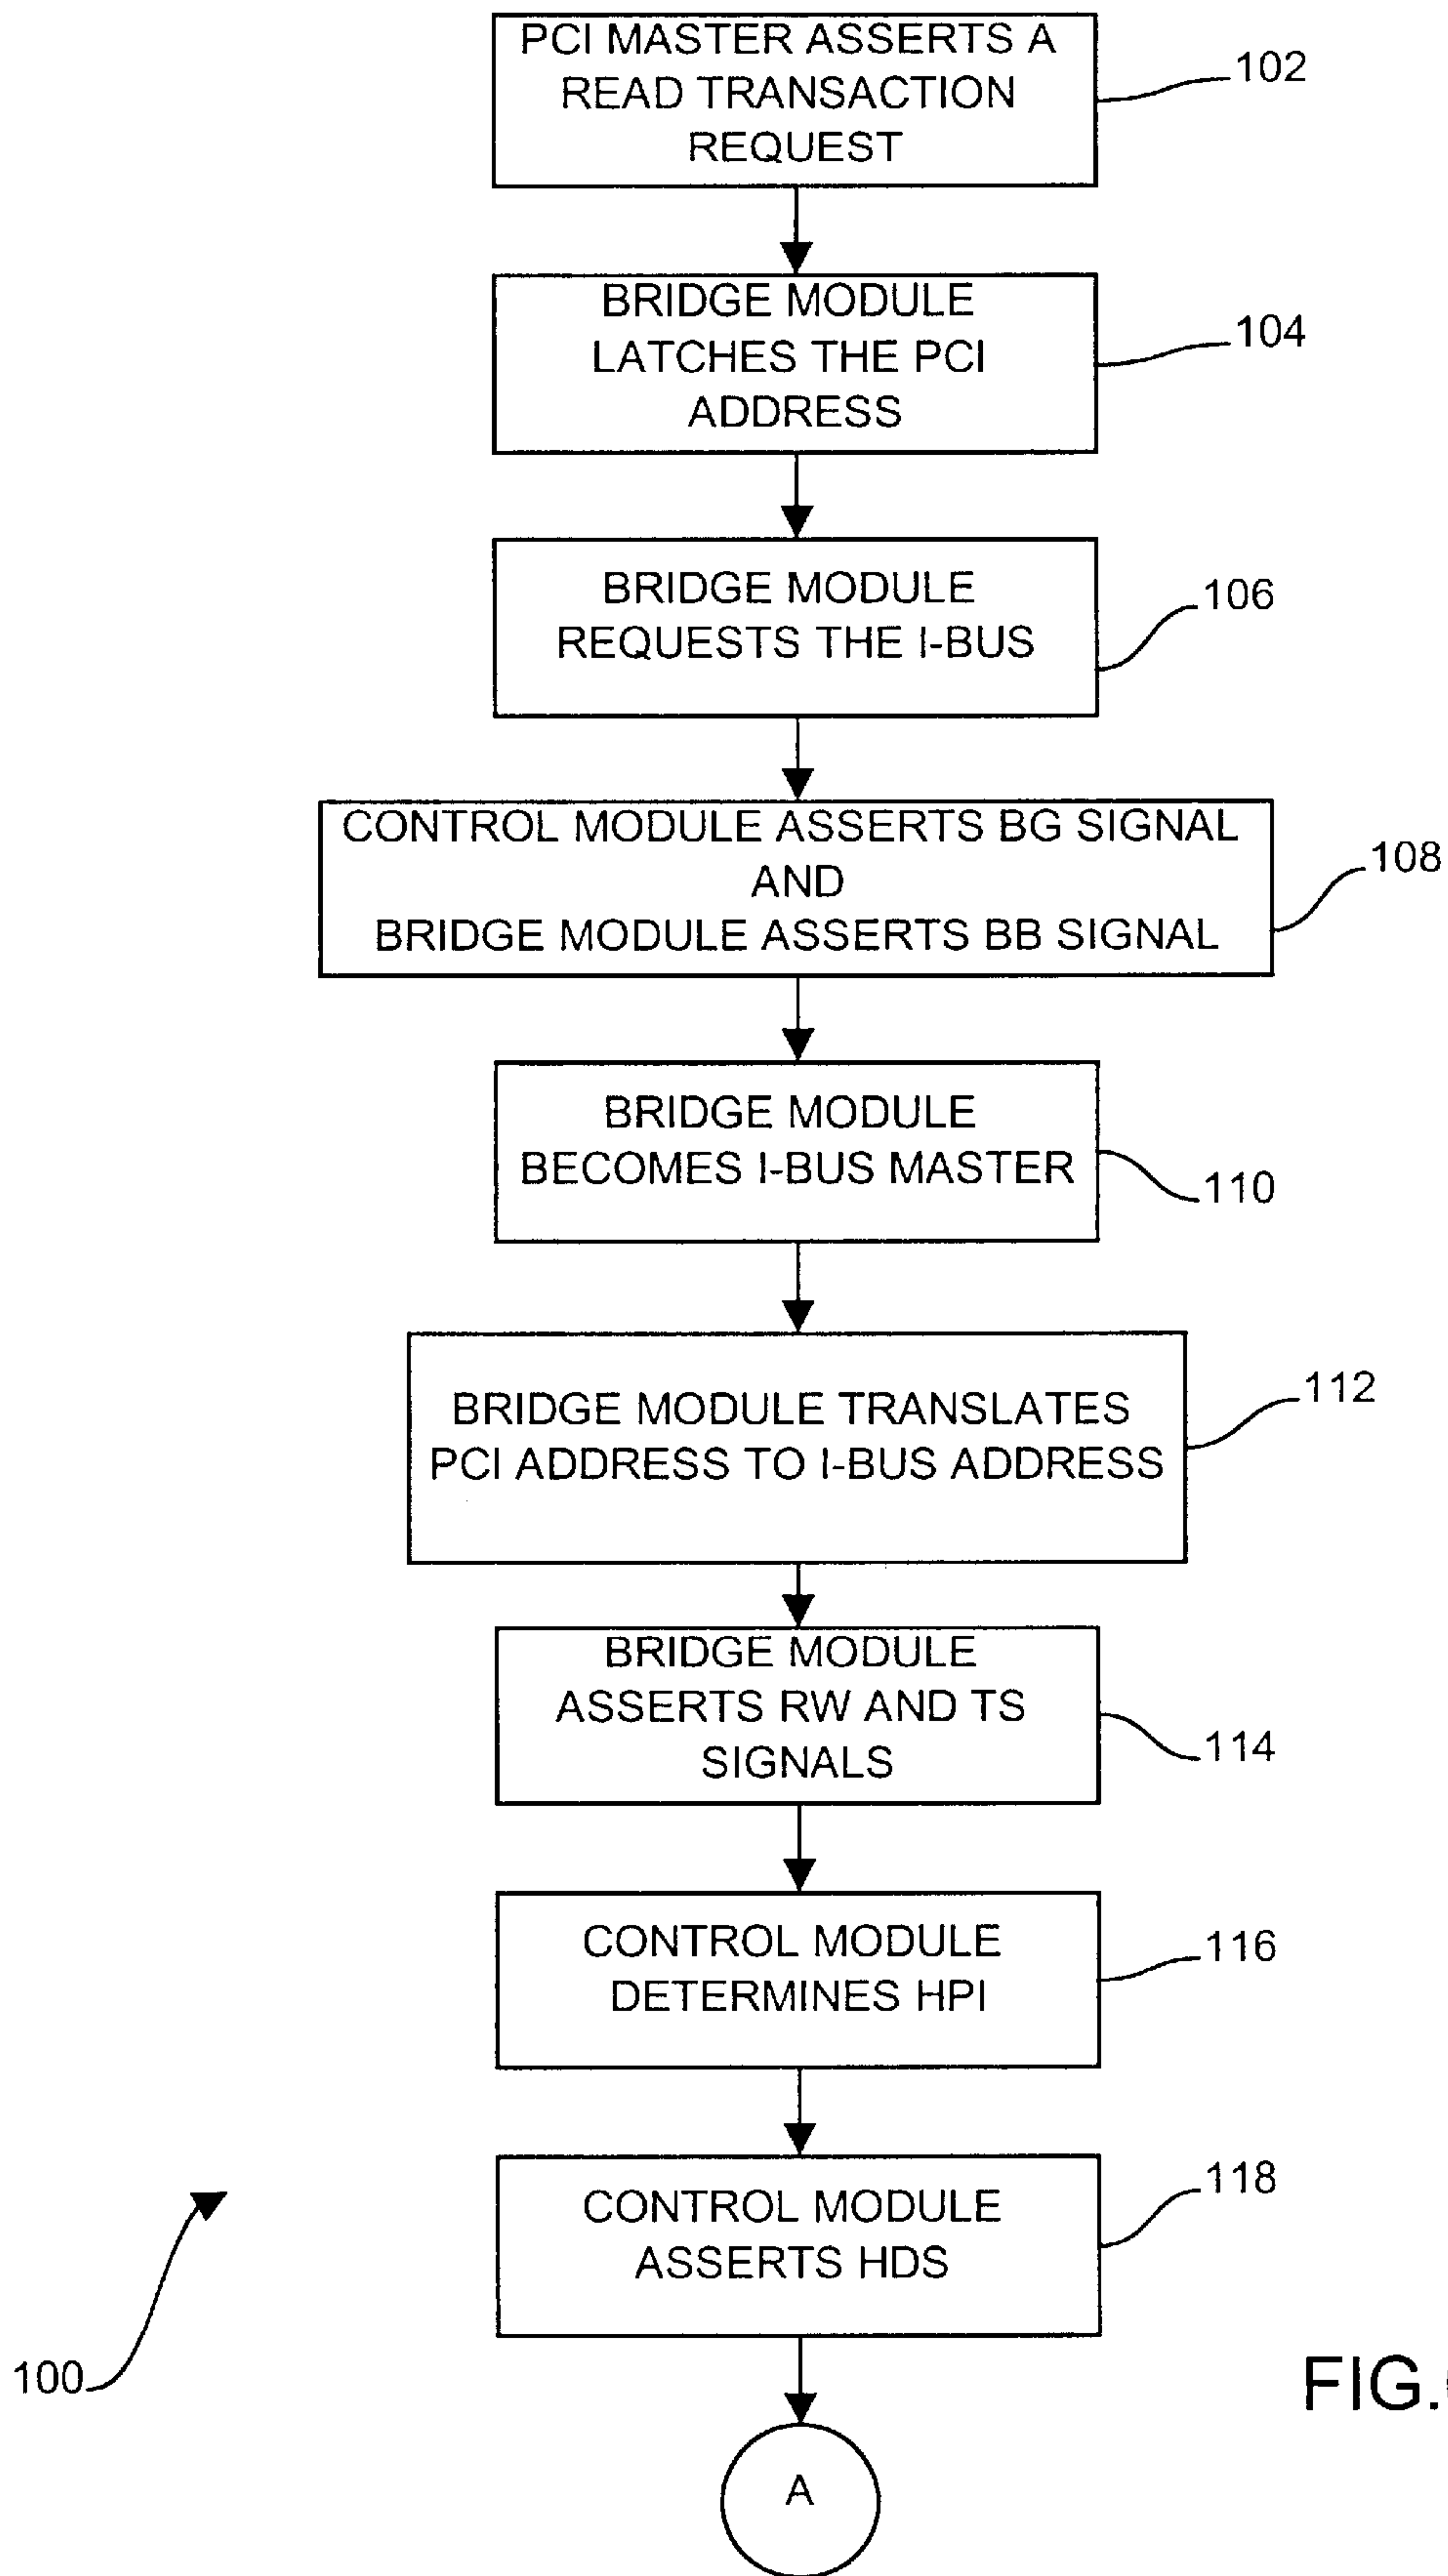 PCI MASTER ASSERTS A
READ TRANSACTION
REQUEST
102
BRIDGE MODULE
LATCHES THE PCI
ADDRESS
104
BRIDGE MODULE
REQUESTS THE I-BUS
106
CONTROL MODULE ASSERTS BG SIGNAL
AND
BRIDGE MODULE ASSERTS BB SIGNAL
108
BRIDGE MODULE
BECOMES I-BUS MASTER
110
BRIDGE MODULE TRANSLATES
PCI ADDRESS TO I-BUS ADDRESS
112
BRIDGE MODULE
ASSERTS RW AND TS
SIGNALS
114
CONTROL MODULE
DETERMINES HPI
116
CONTROL MODULE
ASSERTS HDS
118
100
FIG.
A